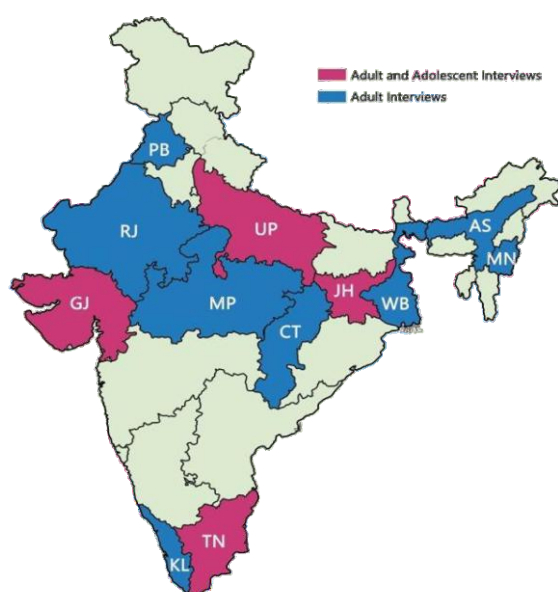 Adult and Adolescent Interviews
Adult Interviews
PB
RJ
UP
AS
MN
GJ
MP
JH
WB
CT
TN
KL